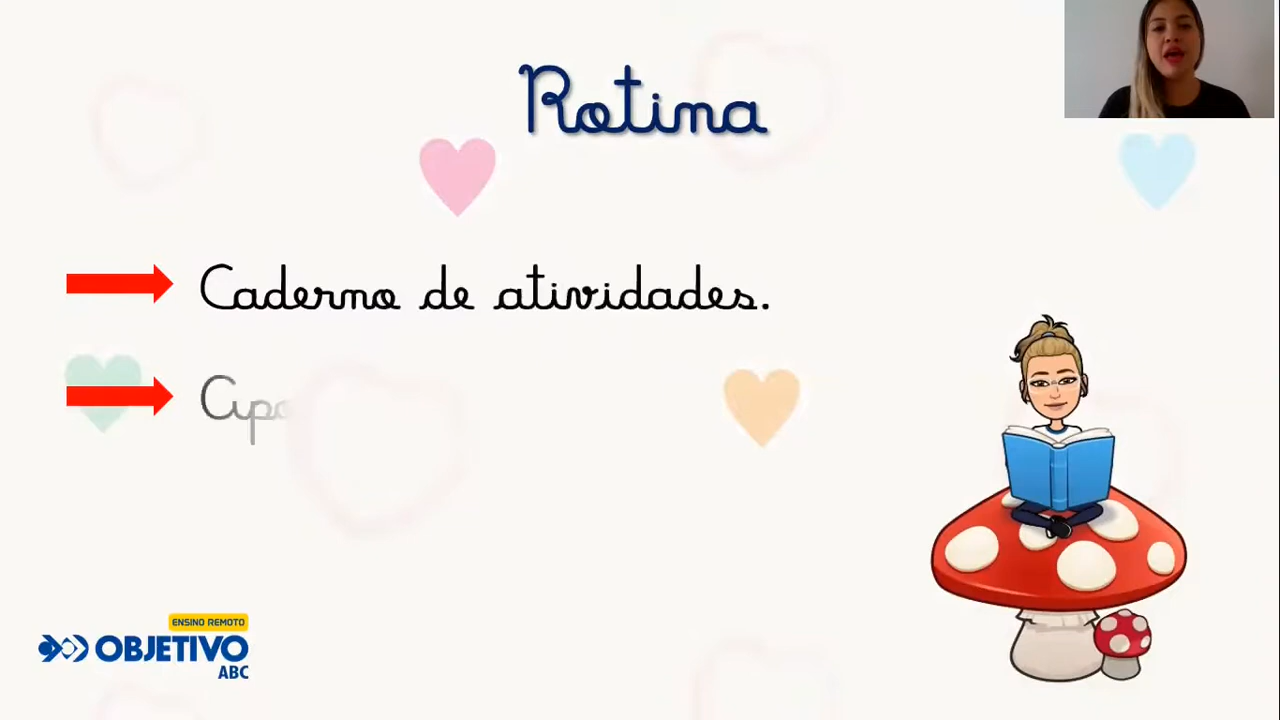 Rotina
Caderno de atividades.
ENSINO REMOTO
OBJETIVO
ABC